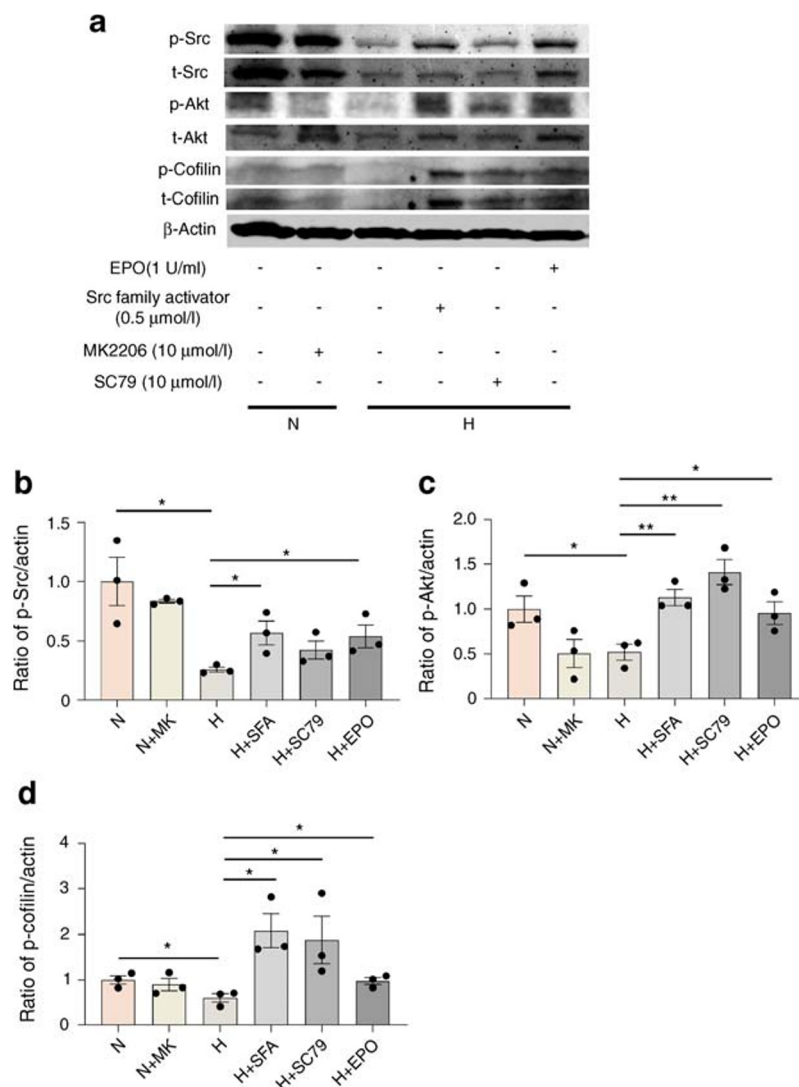 a
p-Src
t-Src
p-Akt
t-Akt
p-Cofilin
t-Cofilin
β-Actin
EPO(1 U/ml) - - - - - +
Src family activator
(0.5 μmol/l) - - - + - -
MK2206 (10 μmol/l) - + - - - -
SC79 (10 μmol/l) - - - - + -
N H
b
Ratio of p-Src/actin
1.5
1.0
0.5
0
* * *
N N+MK H H+SFA H+SC79 H+EPO
c
Ratio of p-Akt/actin
2.0
1.5
1.0
0.5
0
* ** ** *
N N+MK H H+SFA H+SC79 H+EPO
d
Ratio of p-cofilin/actin
4
3
2
1
0
* * * *
N N+MK H H+SFA H+SC79 H+EPO